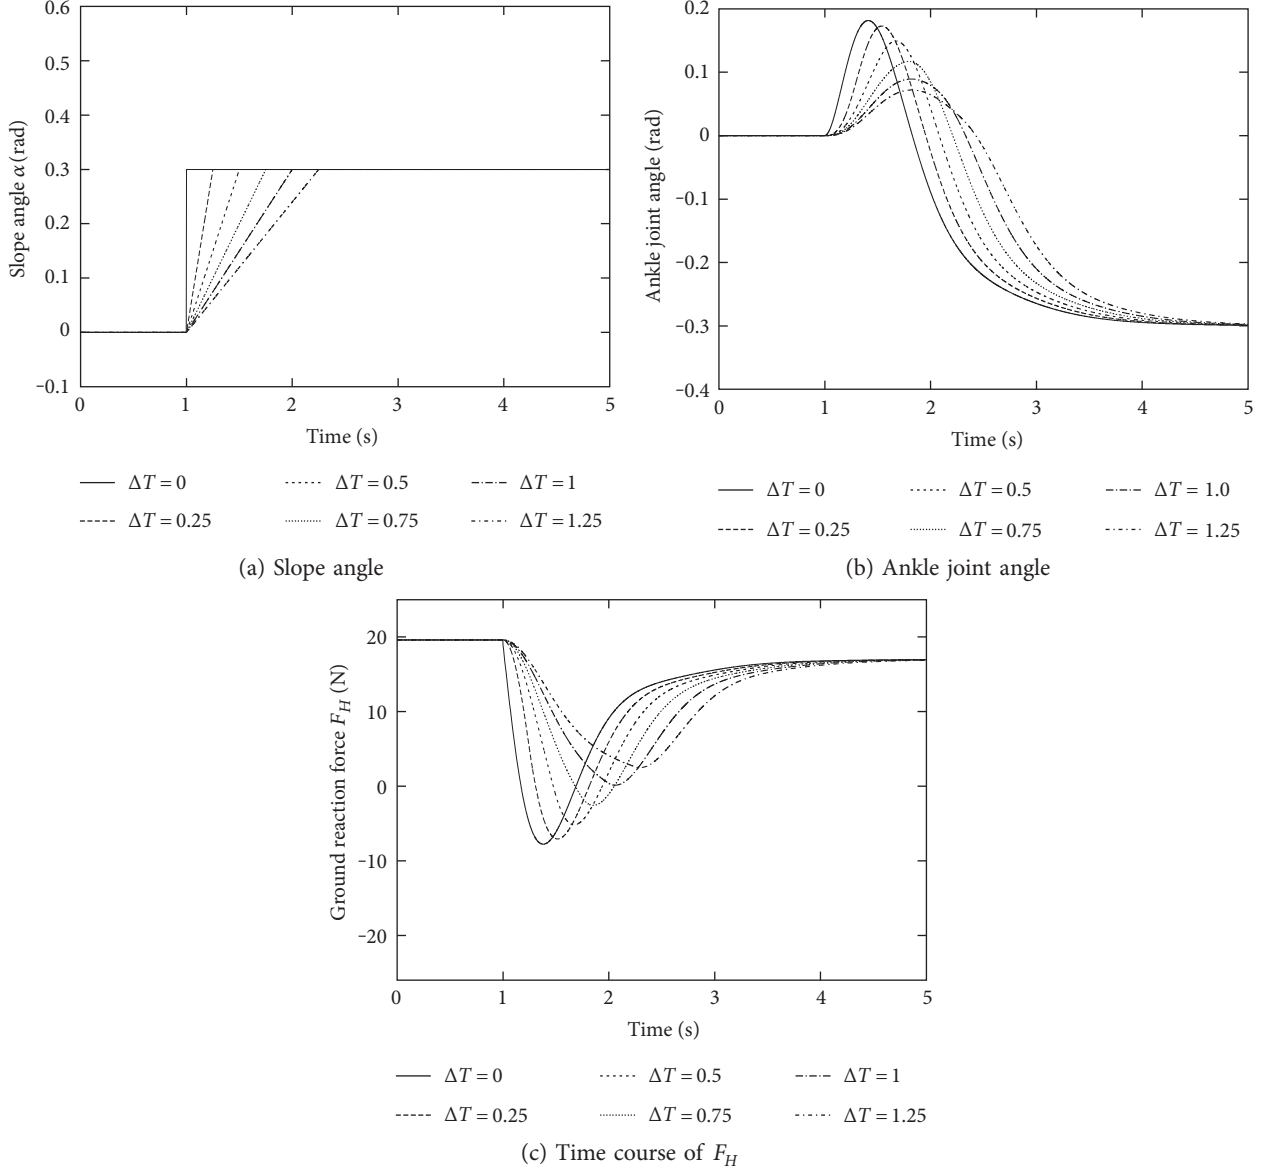 0.6
0.5
0.4
0.3
0.2
0.1
0
-0.1
Slope angle α (rad)
0 1 2 3 4 5
Time (s)
ΔT = 0 ΔT = 0.5 ΔT = 1
ΔT = 0.25 ΔT = 0.75 ΔT = 1.25
(a) Slope angle
0.2
0.1
0
-0.1
-0.2
-0.3
-0.4
Ankle joint angle (rad)
0 1 2 3 4 5
Time (s)
ΔT = 0 ΔT = 0.5 ΔT = 1.0
ΔT = 0.25 ΔT = 0.75 ΔT = 1.25
(b) Ankle joint angle
20
10
0
-10
-20
Ground reaction force F_H (N)
0 1 2 3 4 5
Time (s)
ΔT = 0 ΔT = 0.5 ΔT = 1
ΔT = 0.25 ΔT = 0.75 ΔT = 1.25
(c) Time course of F_H